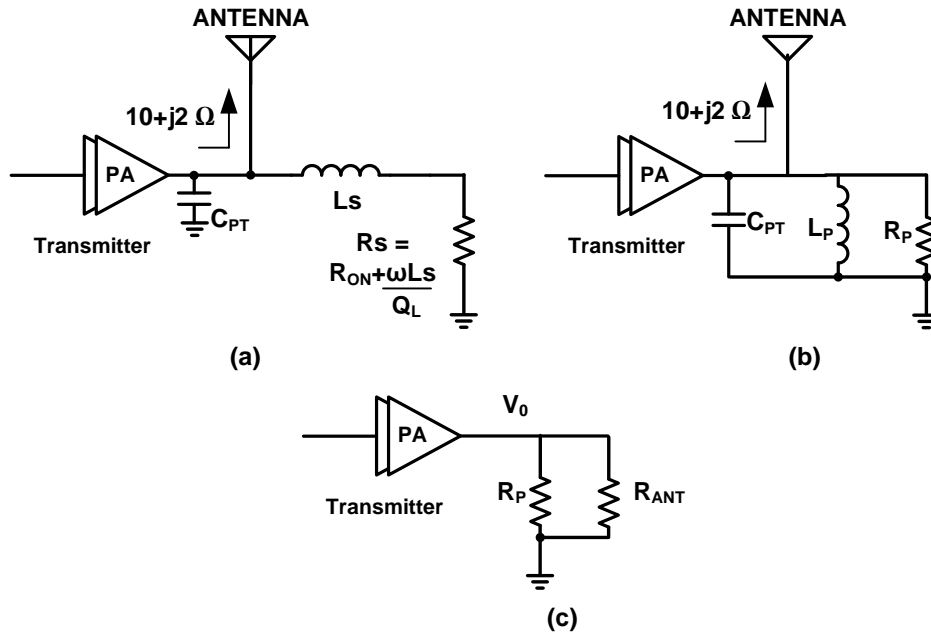 ANTENNA
10+j2 Ω
PA
C_PT
Ls
Transmitter
Rs =
R_ON+ωLs
Q_L
(a)
ANTENNA
10+j2 Ω
PA
C_PT
L_P
R_P
Transmitter
(b)
V_0
PA
R_P
R_ANT
Transmitter
(c)